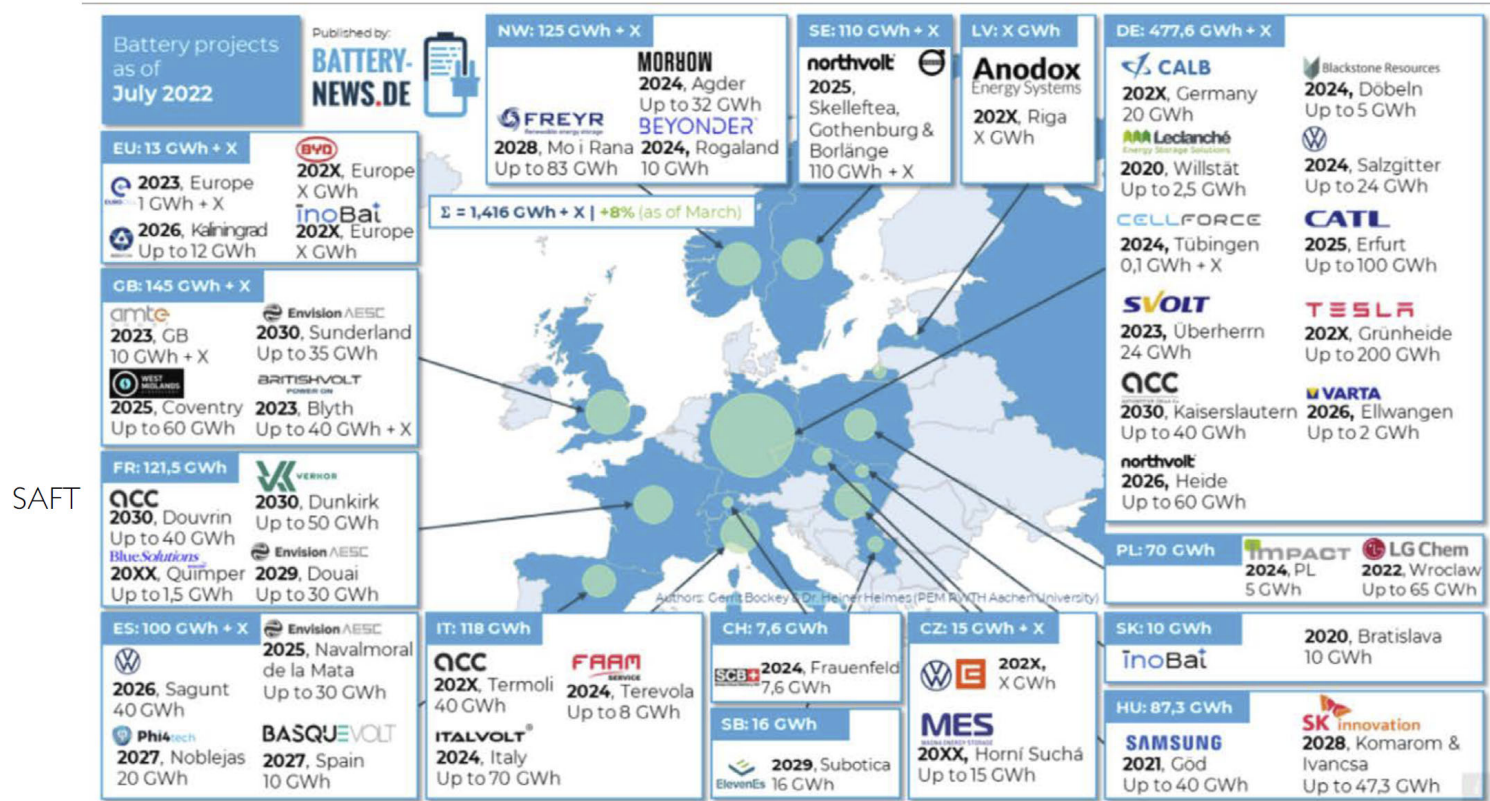 Battery projects
as of
July 2022
Published by:
BATTERY-
NEWS.DE
EU: 13 GWh + X
2023, Europe
1 GWh + X
BYD
202X, Europe
X GWh
2026, Kaliningrad
Up to 12 GWh
inoBat
202X, Europe
X GWh
NW: 125 GWh + X
FREYR
Renewable energy storage
2028, Mo i Rana
Up to 83 GWh
MORROW
2024, Agder
Up to 32 GWh
BEYONDER
2024, Rogaland
10 GWh
SE: 110 GWh + X
northvolt
2025,
Skelleftea,
Gothenburg &
Borlänge
110 GWh + X
LV: X GWh
Anodox
Energy Systems
202X, Riga
X GWh
DE: 477,6 GWh + X
CALB
202X, Germany
20 GWh
Blackstone Resources
2024, Döbeln
Up to 5 GWh
Leclanché
Energy Storage Solutions
2020, Willstät
Up to 2,5 GWh
2024, Salzgitter
Up to 24 GWh
CELLFORCE
2024, Tübingen
0,1 GWh + X
CATL
2025, Erfurt
Up to 100 GWh
SVOLT
2023, Überherrn
24 GWh
TESLA
202X, Grünheide
Up to 200 GWh
acc
2030, Kaiserslautern
Up to 40 GWh
VARTA
2026, Ellwangen
Up to 2 GWh
northvolt
2026, Heide
Up to 60 GWh
Σ = 1,416 GWh + X | +8% (as of March)
GB: 145 GWh + X
amte
2023, GB
10 GWh + X
Envision AESC
2030, Sunderland
Up to 35 GWh
WEST
MIDLANDS
2025, Coventry
Up to 60 GWh
BRITISHVOLT
POWER ON
2023, Blyth
Up to 40 GWh + X
SAFT
FR: 121,5 GWh
acc
2030, Douvrin
Up to 40 GWh
VERKOR
2030, Dunkirk
Up to 50 GWh
BlueSolutions
20XX, Quimper
Up to 1,5 GWh
Envision AESC
2029, Douai
Up to 30 GWh
Authors: Gerrit Bockey & Dr. Heiner Heimes (PEM RWTH Aachen University)
PL: 70 GWh
IMPACT
2024, PL
5 GWh
LG Chem
2022, Wroclaw
Up to 65 GWh
ES: 100 GWh + X
2026, Sagunt
40 GWh
Envision AESC
2025, Navalmoral
de la Mata
Up to 30 GWh
Phi4tech
2027, Noblejas
20 GWh
BASQUEVOLT
2027, Spain
10 GWh
IT: 118 GWh
acc
202X, Termoli
40 GWh
FAAM
SERVICE
2024, Terevola
Up to 8 GWh
ITALVOLT®
2024, Italy
Up to 70 GWh
CH: 7,6 GWh
SCB
2024, Frauenfeld
7,6 GWh
SB: 16 GWh
ElevenEs
2029, Subotica
16 GWh
CZ: 15 GWh + X
202X,
X GWh
MES
MAGNA ENERGY STORAGE
20XX, Horní Suchá
Up to 15 GWh
SK: 10 GWh
inoBat
2020, Bratislava
10 GWh
HU: 87,3 GWh
SAMSUNG
2021, Göd
Up to 40 GWh
SK innovation
2028, Komarom &
Ivancsa
Up to 47,3 GWh